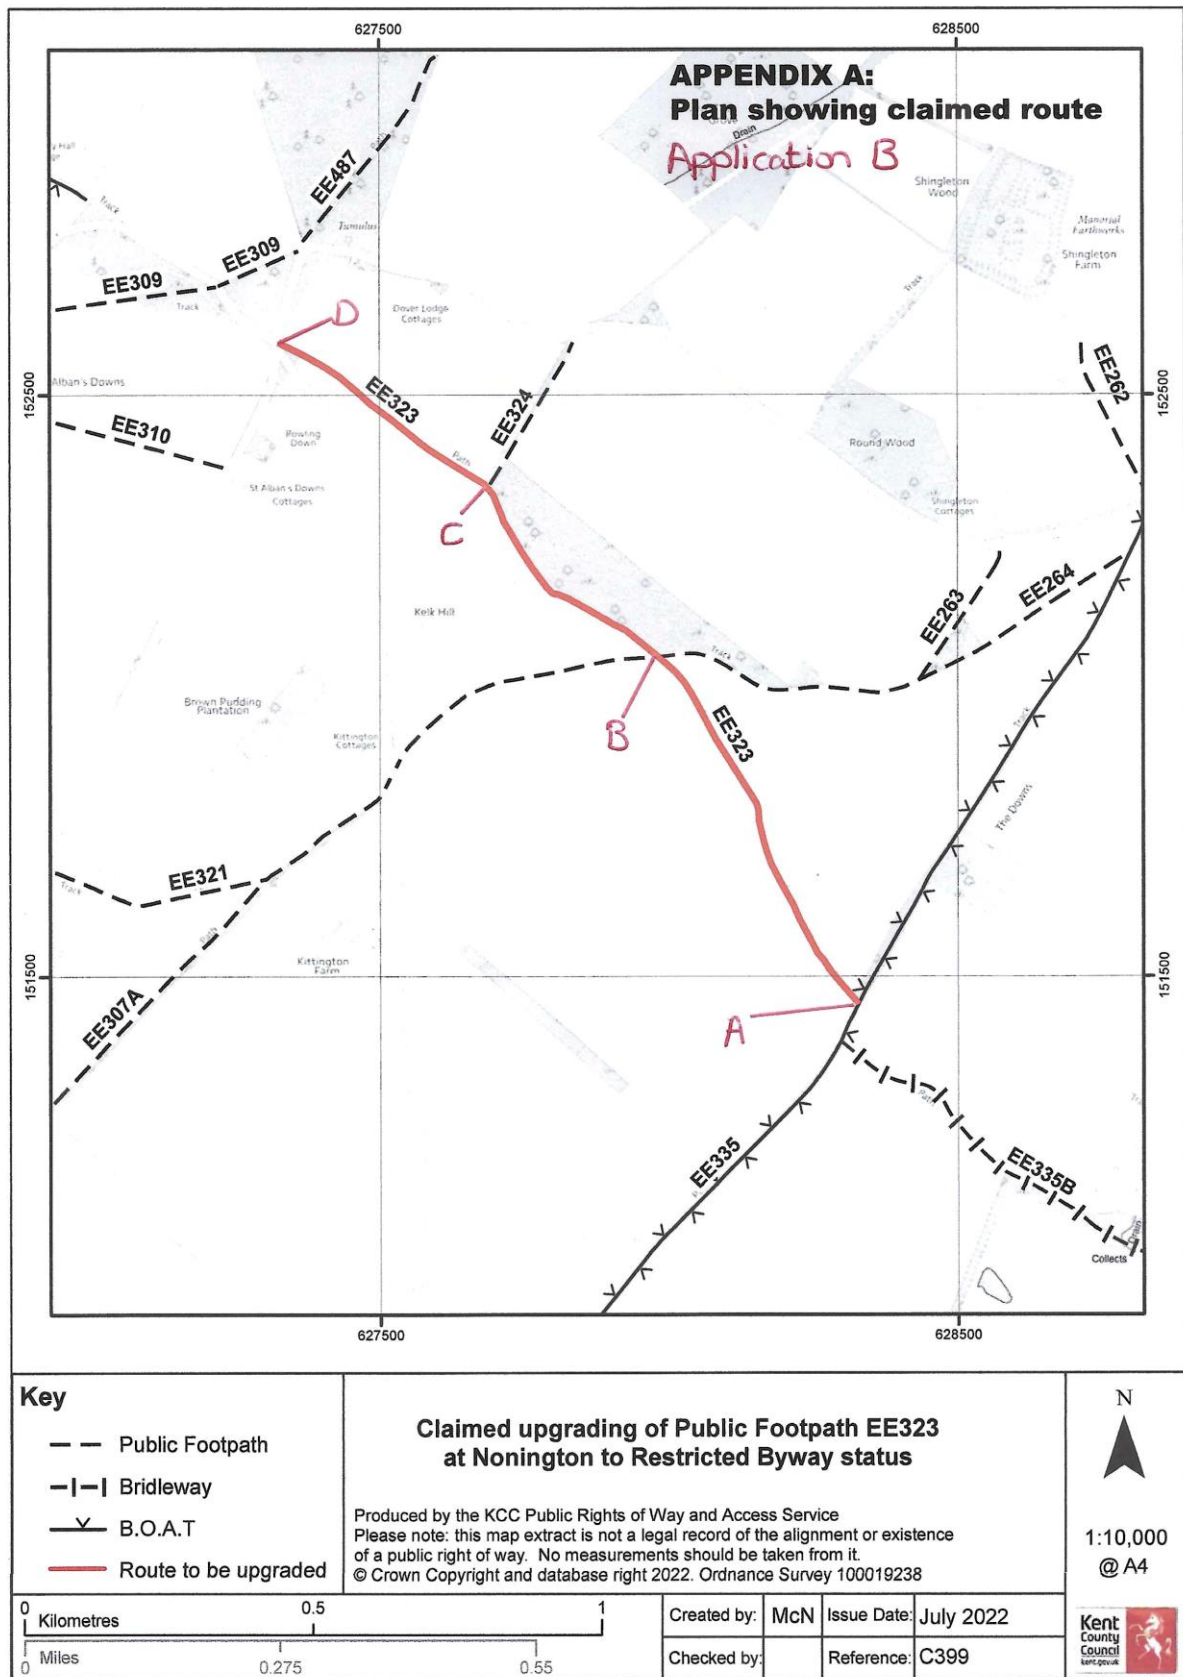 627500
628500
APPENDIX A:
Plan showing claimed route
Application B
Drain
Path
EE487
Track
Tumulus
Shingleton
Wood
Manorial
Earthworks
Shingleton
Farm
EE309
EE309
Track
Track
D
Dover Lodge
Cottages
152500
152500
Alban's Downs
EE323
EE324
EE262
EE310
Rowling
Down
Path
Round Wood
St Alban's Downs
Cottages
C
Shingleton
Cottages
Kelk Hill
EE263
EE264
Track
Brown Pudding
Plantation
B
EE323
Track
Kittington
Cottages
The Downs
Track
EE321
Path
Kittington
Farm
151500
151500
EE307A
A
Path
EE335
EE335B
Drain
Collects
627500
628500
Key
Public Footpath
Bridleway
B.O.A.T
Route to be upgraded
Claimed upgrading of Public Footpath EE323
at Nonington to Restricted Byway status
Produced by the KCC Public Rights of Way and Access Service
Please note: this map extract is not a legal record of the alignment or existence
of a public right of way. No measurements should be taken from it.
© Crown Copyright and database right 2022. Ordnance Survey 100019238
N
1:10,000
@ A4
0 0.5 1
Kilometres
Miles
0 0.275 0.55
Created by: McN Issue Date: July 2022
Checked by: Reference: C399
Kent
County
Council
kent.gov.uk